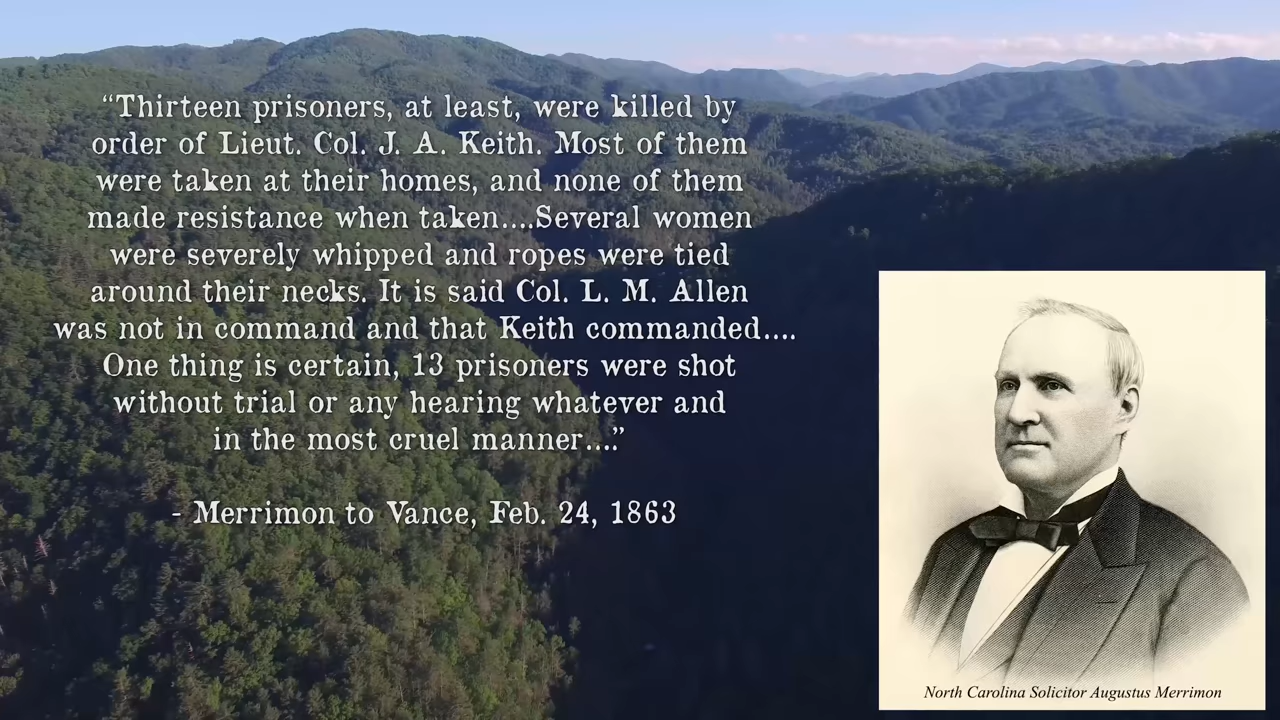 “Thirteen prisoners, at least, were killed by
order of Lieut. Col. J. A. Keith. Most of them
were taken at their homes, and none of them
made resistance when taken....Several women
were severely whipped and ropes were tied
around their necks. It is said Col. L. M. Allen
was not in command and that Keith commanded....
One thing is certain, 13 prisoners were shot
without trial or any hearing whatever and
in the most cruel manner...."
- Merrimon to Vance, Feb. 24, 1863
North Carolina Solicitor Augustus Merrimon